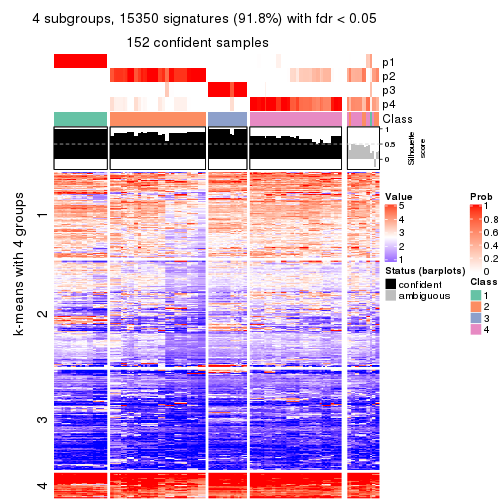 4 subgroups, 15350 signatures (91.8%) with fdr < 0.05
152 confident samples
p1
p2
p3
p4
Class
1
0.5
0
Silhouette
score
k-means with 4 groups
1
2
3
4
Value
5
4
3
2
1
Status (barplots)
confident
ambiguous
Prob
1
0.8
0.6
0.4
0.2
0
Class
1
2
3
4